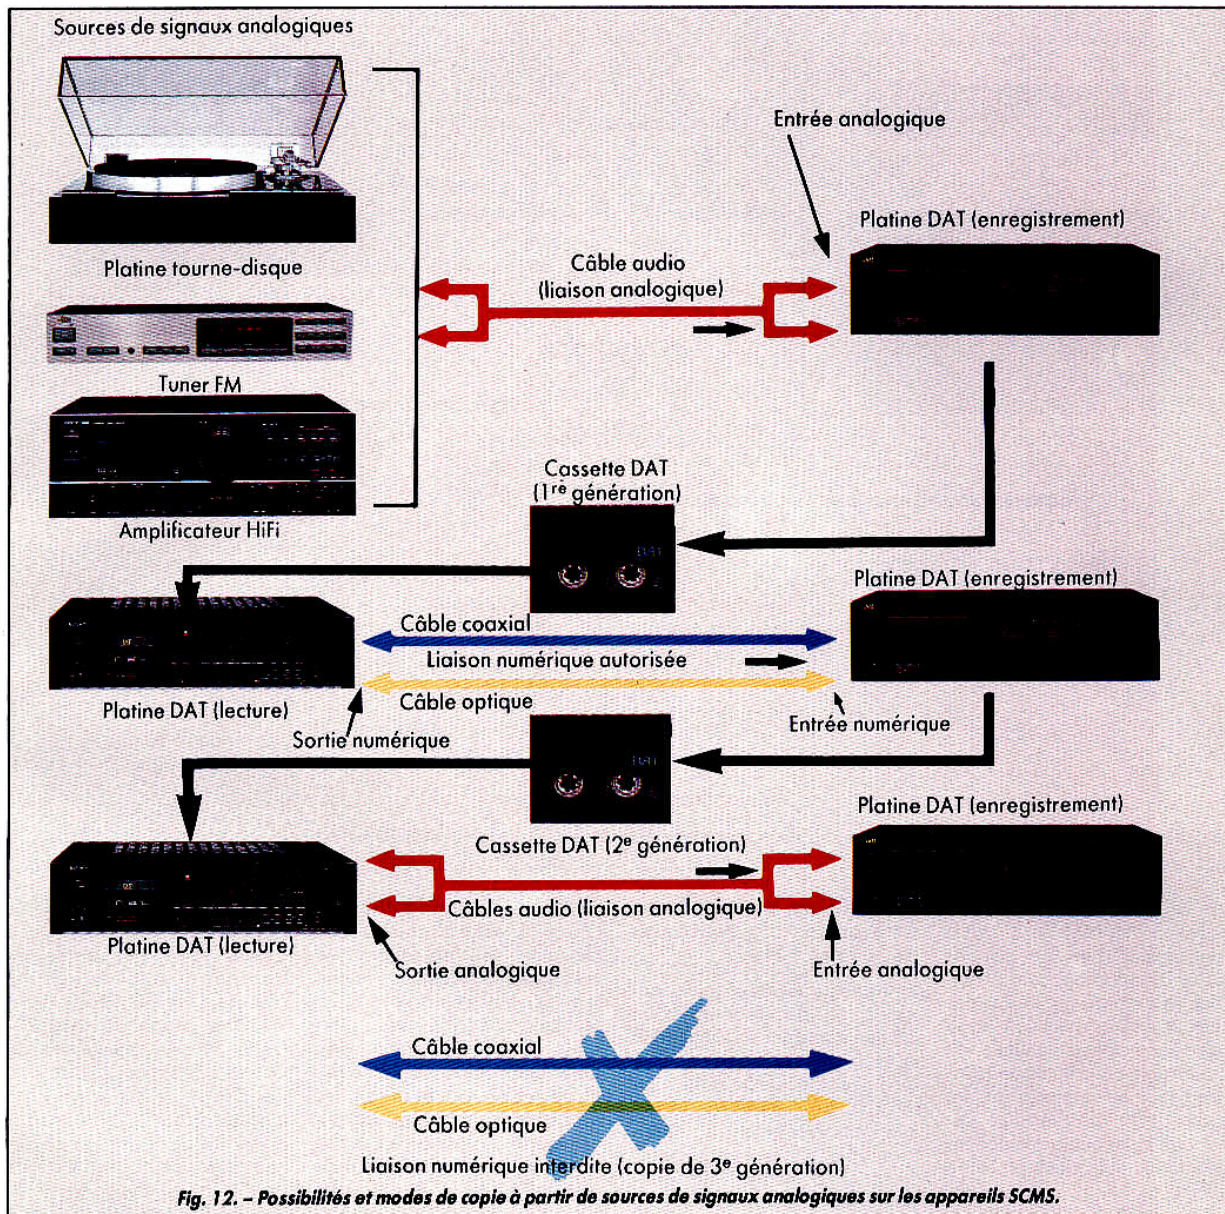 Sources de signaux analogiques
Entrée analogique
Platine DAT (enregistrement)
Platine tourne-disque
Câble audio
(liaison analogique)
Tuner FM
Cassette DAT
(1re génération)
Amplificateur HiFi
DAT
Platine DAT (enregistrement)
Câble coaxial
Liaison numérique autorisée
Câble optique
Platine DAT (lecture)
Sortie numérique
Entrée numérique
DAT
Platine DAT (enregistrement)
Cassette DAT (2e génération)
Câbles audio (liaison analogique)
Platine DAT (lecture)
Sortie analogique
Entrée analogique
Câble coaxial
Câble optique
Liaison numérique interdite (copie de 3e génération)
Fig. 12. – Possibilités et modes de copie à partir de sources de signaux analogiques sur les appareils SCMS.